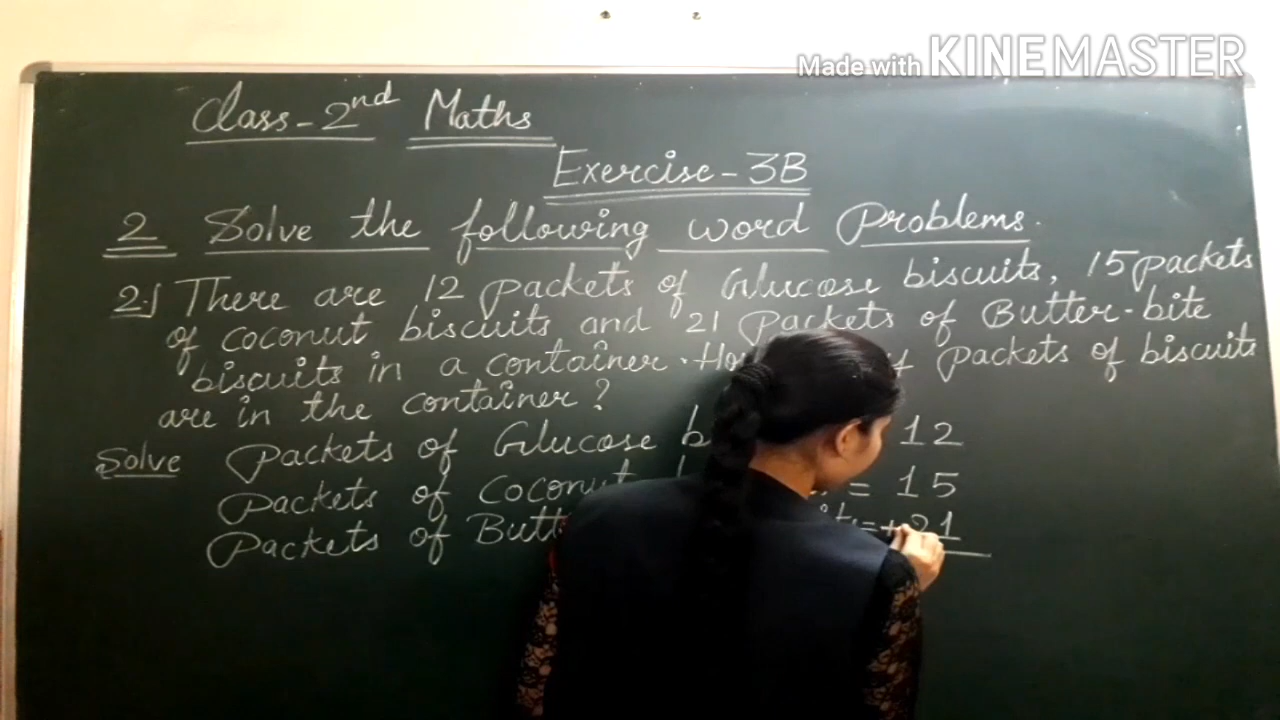 Made with KINEMASTER
Class-2nd Maths
Exercise-3B
2 Solve the following word Problems.
2.) There are 12 packets of Glucose biscuits, 15 packets
of coconut biscuits and 21 packets of Butter-bite
biscuits in a container. packets of biscuits
are in the container?
Solve Packets of Glucose 12
Packets of Coconut = 15
Packets of =+21